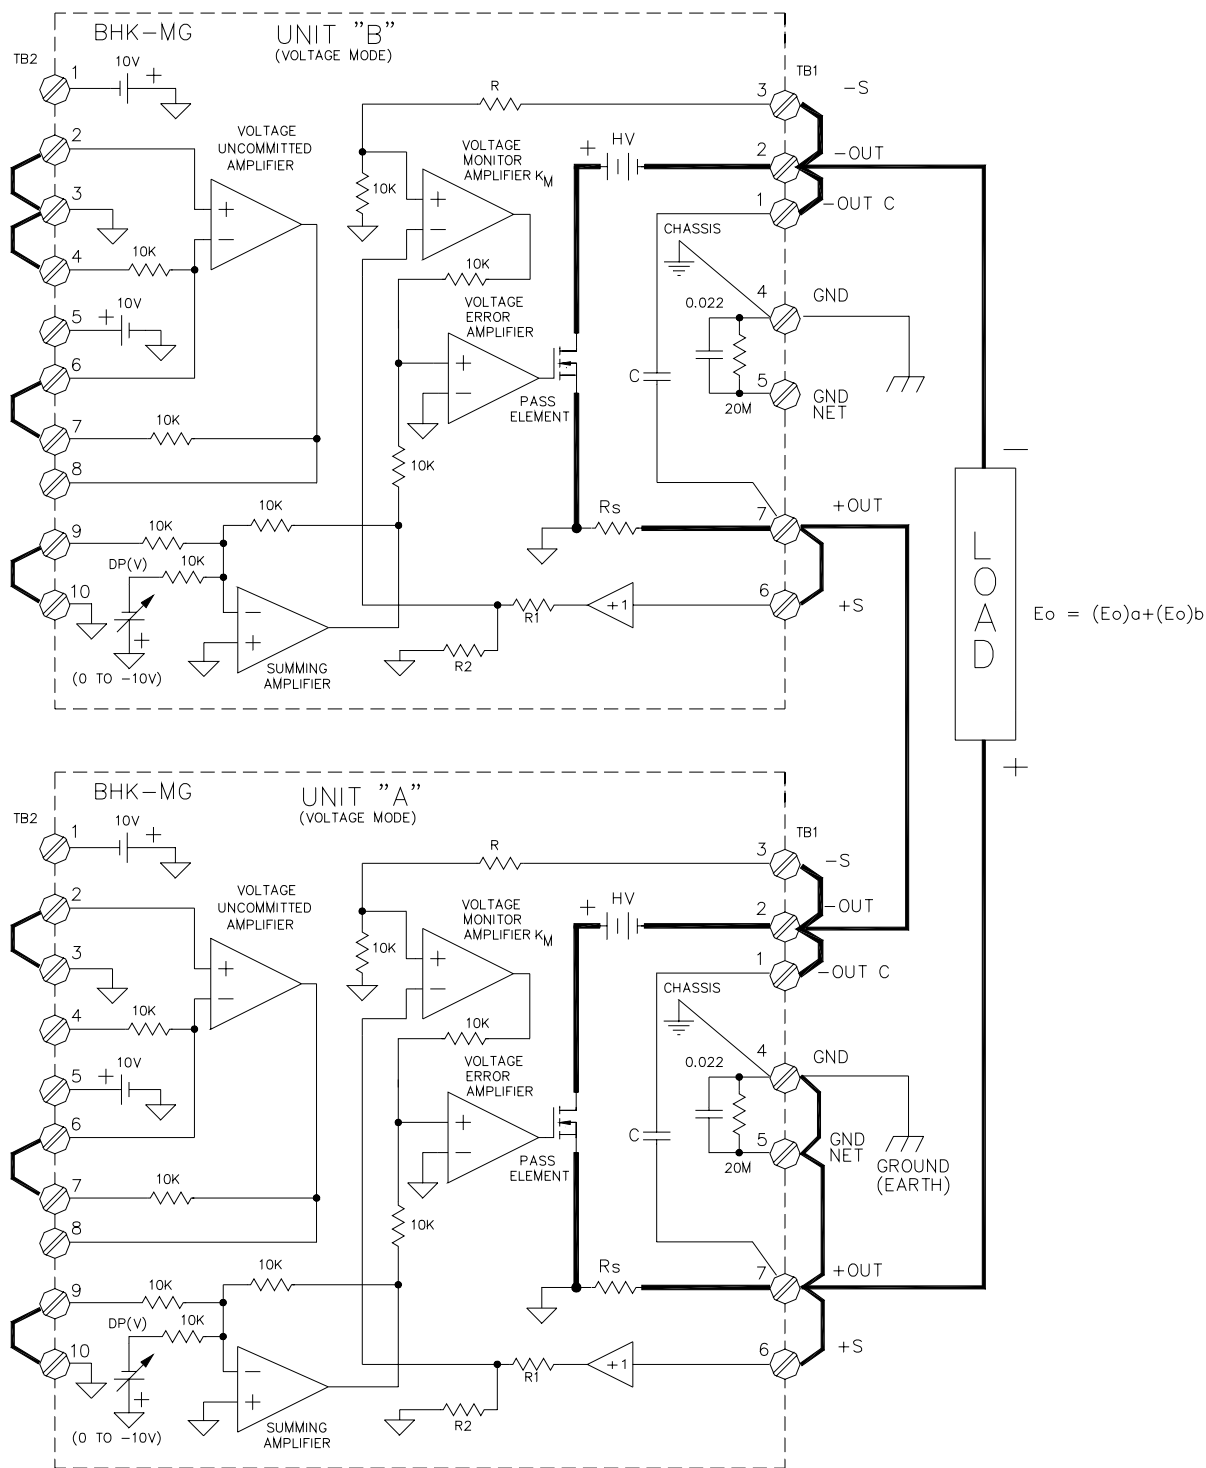 BHK-MG
UNIT "B"
(VOLTAGE MODE)
TB2
1
10V
+
2
VOLTAGE
UNCOMMITTED
AMPLIFIER
3
+
−
4
10K
5
+
10V
6
7
10K
8
9
10K
10K
DP(V)
10K
10
+
(0 TO -10V)
−
+
SUMMING
AMPLIFIER
R
10K
VOLTAGE
MONITOR
AMPLIFIER KM
+
−
10K
VOLTAGE
ERROR
AMPLIFIER
+
−
PASS
ELEMENT
10K
+
HV
Rs
C
R1
R2
+1
CHASSIS
0.022
20M
TB1
3
-S
2
-OUT
1
-OUT C
4
GND
5
GND
NET
7
+OUT
6
+S
−
LOAD
+
Eo = (Eo)a+(Eo)b
BHK-MG
UNIT "A"
(VOLTAGE MODE)
TB2
1
10V
+
2
VOLTAGE
UNCOMMITTED
AMPLIFIER
3
+
−
4
10K
5
+
10V
6
7
10K
8
9
10K
10K
DP(V)
10K
10
+
(0 TO -10V)
−
+
SUMMING
AMPLIFIER
R
10K
VOLTAGE
MONITOR
AMPLIFIER KM
+
−
10K
VOLTAGE
ERROR
AMPLIFIER
+
−
PASS
ELEMENT
10K
+
HV
Rs
C
R1
R2
+1
CHASSIS
0.022
20M
TB1
3
-S
2
-OUT
1
-OUT C
4
GND
5
GND
NET
GROUND
(EARTH)
7
+OUT
6
+S